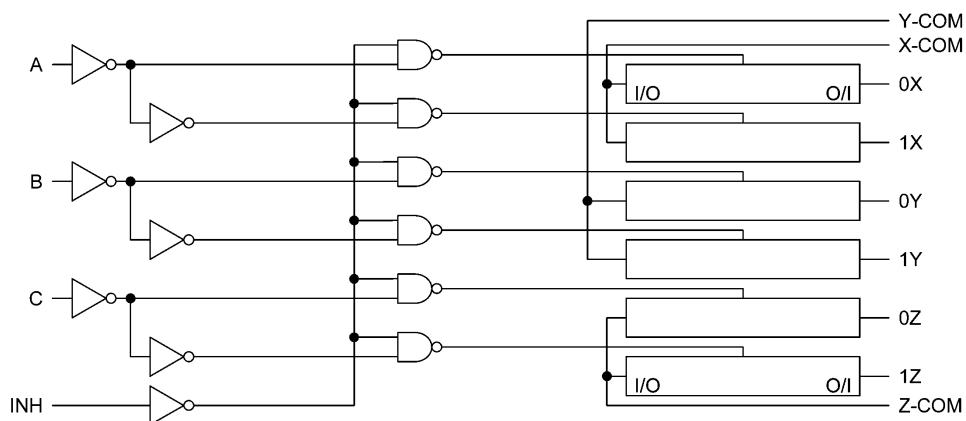 Y-COM
X-COM
A
0X
I/O O/I
1X
B
0Y
1Y
C
0Z
1Z
I/O O/I
INH
Z-COM